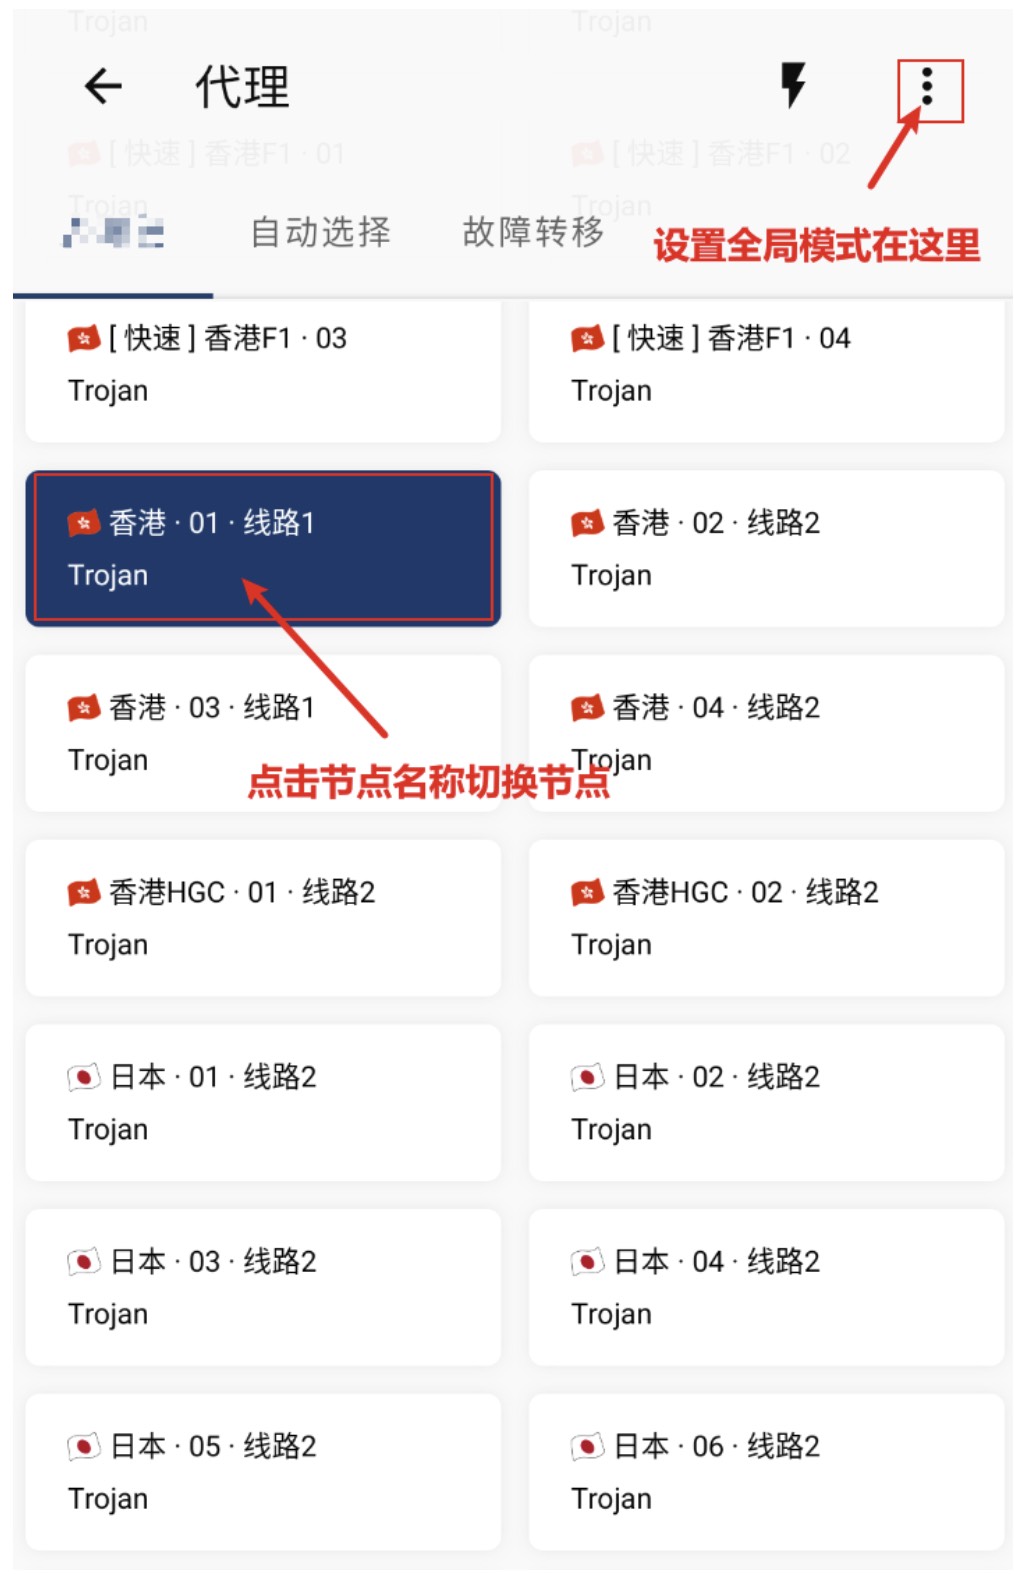 Trojan
Trojan
代理
[ 快速 ] 香港F1 · 01
[ 快速 ] 香港F1 · 02
Trojan
Trojan
自动选择
故障转移
设置全局模式在这里
[ 快速 ] 香港F1 · 03
Trojan
[ 快速 ] 香港F1 · 04
Trojan
香港 · 01 · 线路1
Trojan
香港 · 02 · 线路2
Trojan
香港 · 03 · 线路1
Trojan
香港 · 04 · 线路2
Trojan
点击节点名称切换节点
香港HGC · 01 · 线路2
Trojan
香港HGC · 02 · 线路2
Trojan
日本 · 01 · 线路2
Trojan
日本 · 02 · 线路2
Trojan
日本 · 03 · 线路2
Trojan
日本 · 04 · 线路2
Trojan
日本 · 05 · 线路2
Trojan
日本 · 06 · 线路2
Trojan